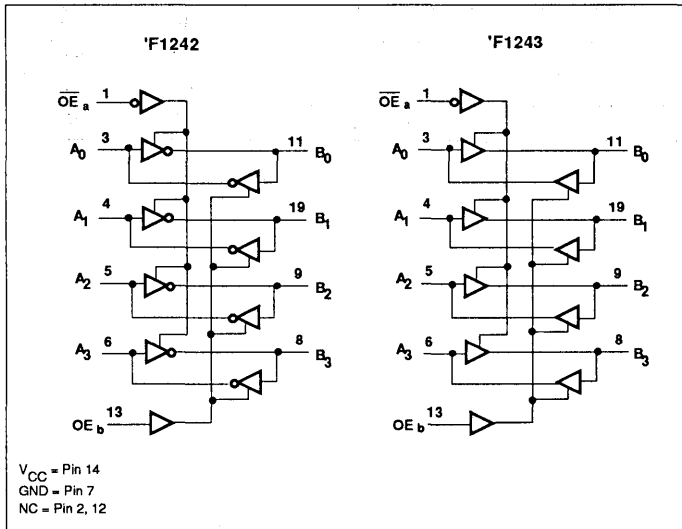 'F1242
'F1243
OE a 1
3
A0
11
B0
4
A1
19
B1
5
A2
9
B2
6
A3
8
B3
13
OE b
OE a 1
3
A0
11
B0
4
A1
19
B1
5
A2
9
B2
6
A3
8
B3
13
OE b
VCC = Pin 14
GND = Pin 7
NC = Pin 2, 12